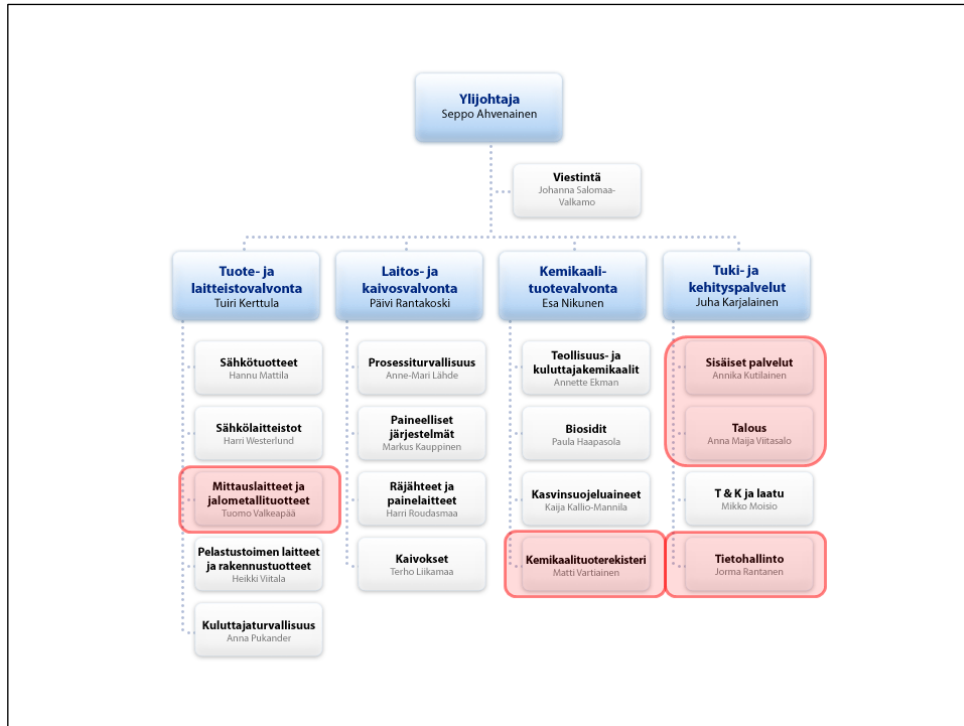 Ylijohtaja
Seppo Ahvenainen
Viestintä
Johanna Salomaa-
Valkamo
Tuote- ja
laitteistovalvonta
Tuiri Kerttula
Sähkötuotteet
Hannu Mattila
Sähkölaitteistot
Harri Westerlund
Mittauslaitteet ja
jalometallituotteet
Tuomo Valkeapää
Pelastustoimen laitteet
ja rakennustuotteet
Heikki Viitala
Kuluttajaturvallisuus
Anna Pukander
Laitos- ja
kaivosvalvonta
Päivi Rantakoski
Prosessiturvallisuus
Anne-Mari Lähde
Paineelliset
järjestelmät
Markus Kauppinen
Räjähteet ja
painelaitteet
Harri Roudasmaa
Kaivokset
Terho Liikamaa
Kemikaali-
tuotevalvonta
Esa Nikunen
Teollisuus- ja
kuluttajakemikaalit
Annette Ekman
Biosidit
Paula Haapasola
Kasvinsuojeluaineet
Kaija Kallio-Mannila
Kemikaalituoterekisteri
Matti Vartiainen
Tuki- ja
kehityspalvelut
Juha Karjalainen
Sisäiset palvelut
Annika Kutilainen
Talous
Anna Maija Viitasalo
T & K ja laatu
Mikko Moisio
Tietohallinto
Jorma Rantanen